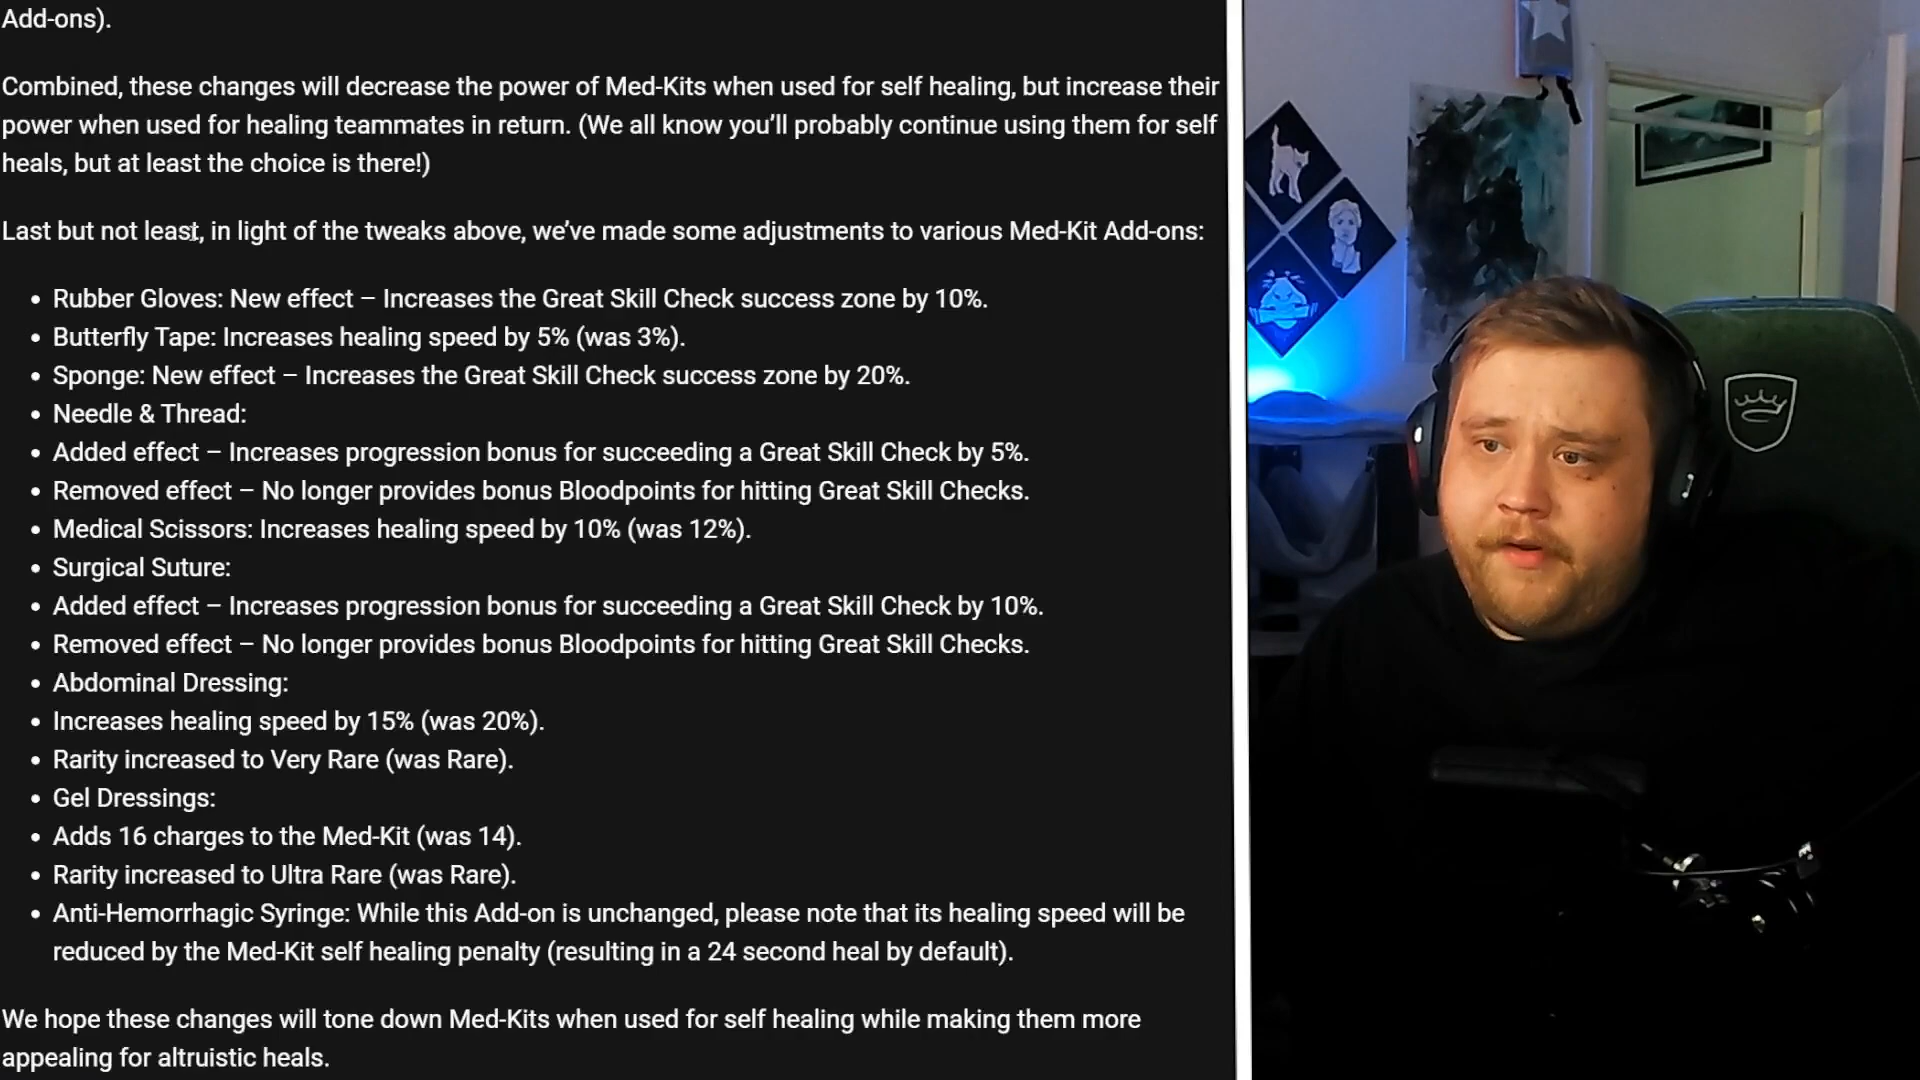 Add-ons).
Combined, these changes will decrease the power of Med-Kits when used for self healing, but increase their
power when used for healing teammates in return. (We all know you’ll probably continue using them for self
heals, but at least the choice is there!)
Last but not least, in light of the tweaks above, we’ve made some adjustments to various Med-Kit Add-ons:
• Rubber Gloves: New effect – Increases the Great Skill Check success zone by 10%.
• Butterfly Tape: Increases healing speed by 5% (was 3%).
• Sponge: New effect – Increases the Great Skill Check success zone by 20%.
• Needle & Thread:
• Added effect – Increases progression bonus for succeeding a Great Skill Check by 5%.
• Removed effect – No longer provides bonus Bloodpoints for hitting Great Skill Checks.
• Medical Scissors: Increases healing speed by 10% (was 12%).
• Surgical Suture:
• Added effect – Increases progression bonus for succeeding a Great Skill Check by 10%.
• Removed effect – No longer provides bonus Bloodpoints for hitting Great Skill Checks.
• Abdominal Dressing:
• Increases healing speed by 15% (was 20%).
• Rarity increased to Very Rare (was Rare).
• Gel Dressings:
• Adds 16 charges to the Med-Kit (was 14).
• Rarity increased to Ultra Rare (was Rare).
• Anti-Hemorrhagic Syringe: While this Add-on is unchanged, please note that its healing speed will be
reduced by the Med-Kit self healing penalty (resulting in a 24 second heal by default).
We hope these changes will tone down Med-Kits when used for self healing while making them more
appealing for altruistic heals.